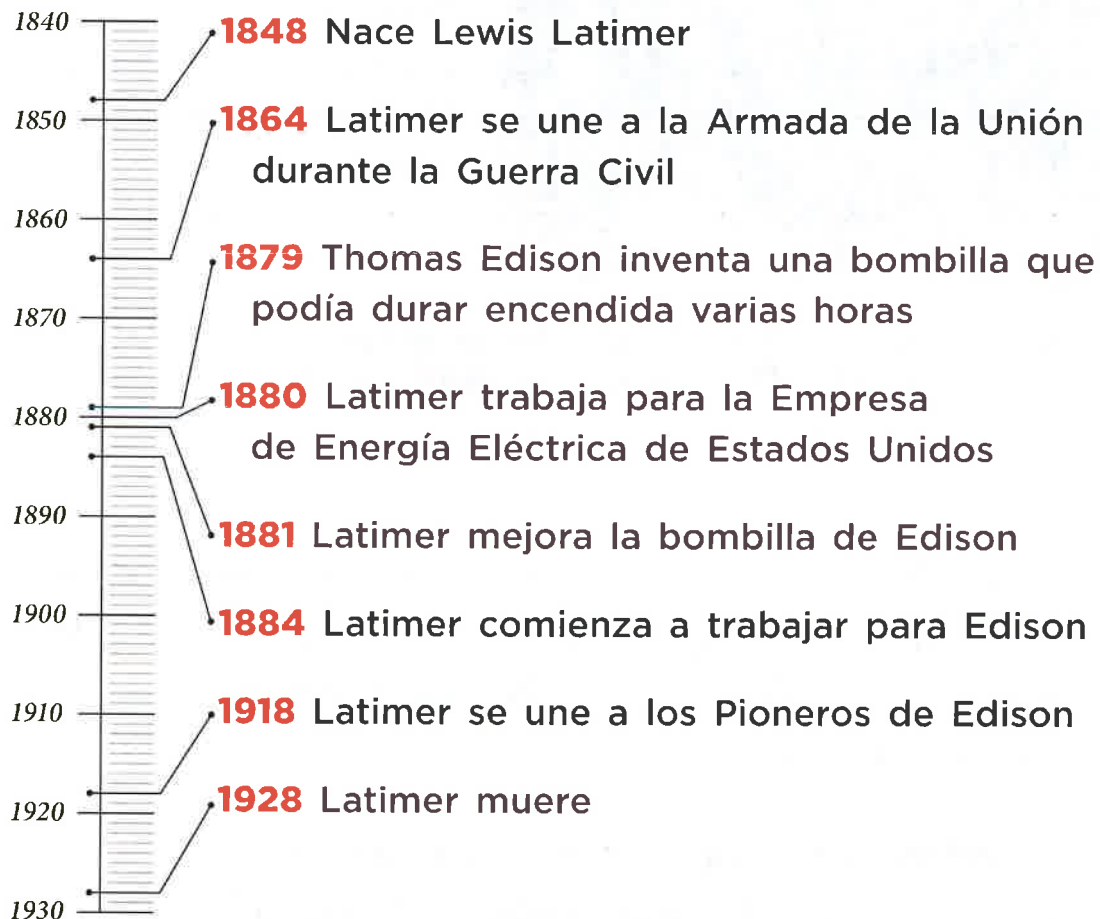 1840
1848 Nace Lewis Latimer
1850
1864 Latimer se une a la Armada de la Unión
durante la Guerra Civil
1860
1879 Thomas Edison inventa una bombilla que
podía durar encendida varias horas
1870
1880 Latimer trabaja para la Empresa
de Energía Eléctrica de Estados Unidos
1880
1890
1881 Latimer mejora la bombilla de Edison
1900
1884 Latimer comienza a trabajar para Edison
1910
1918 Latimer se une a los Pioneros de Edison
1920
1928 Latimer muere
1930